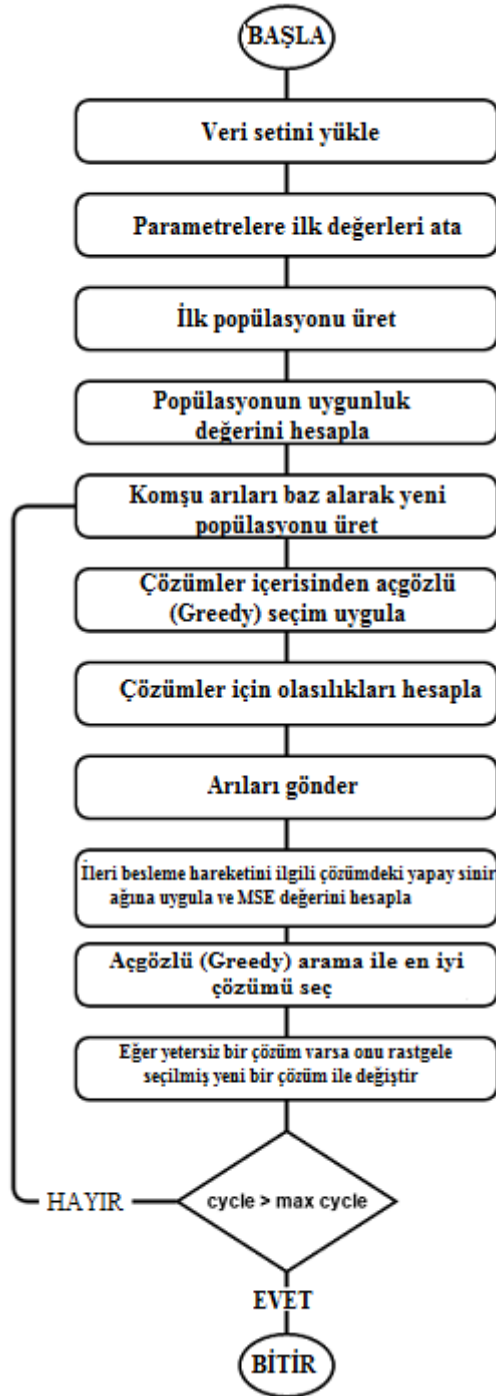 BAŞLA
Veri setini yükle
Parametrelere ilk değerleri ata
İlk popülasyonu üret
Popülasyonun uygunluk
değerini hesapla
Komşu arıları baz alarak yeni
popülasyonu üret
Çözümler içerisinden açgözlü
(Greedy) seçim uygula
Çözümler için olasılıkları hesapla
Arıları gönder
İleri besleme hareketini ilgili çözümdeki yapay sinir
ağına uygula ve MSE değerini hesapla
Açgözlü (Greedy) arama ile en iyi
çözümü seç
Eğer yetersiz bir çözüm varsa onu rastgele
seçilmiş yeni bir çözüm ile değiştir
cycle > max cycle
HAYIR
EVET
BİTİR